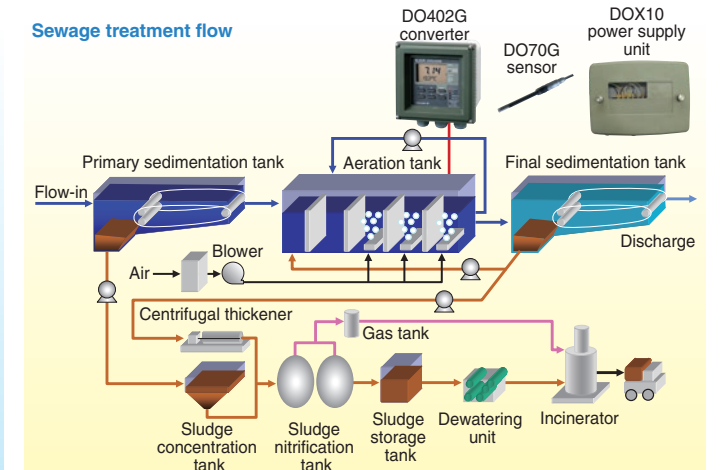 Sewage treatment flow
DO402G
converter
DO70G
sensor
DOX10
power supply
unit
7.14
Primary sedimentation tank
Aeration tank
Final sedimentation tank
Flow-in
Discharge
Blower
Air
Centrifugal thickener
Gas tank
Sludge
concentration
tank
Sludge
nitrification
tank
Sludge
storage
tank
Dewatering
unit
Incinerator